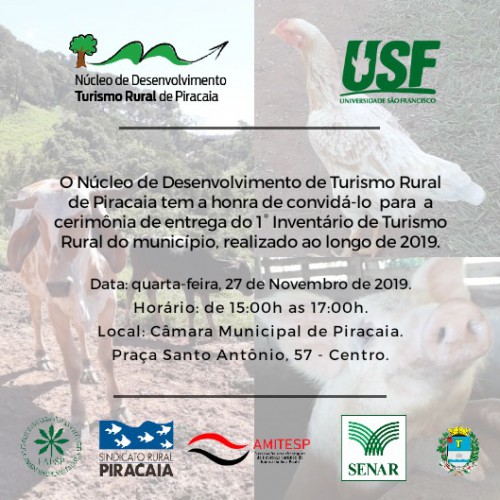 Núcleo de Desenvolvimento
Turismo Rural de Piracaia
USF
UNIVERSIDADE SÃO FRANCISCO
O Núcleo de Desenvolvimento de Turismo Rural
de Piracaia tem a honra de convidá-lo para a
cerimônia de entrega do 1° Inventário de Turismo
Rural do município, realizado ao longo de 2019.
Data: quarta-feira, 27 de Novembro de 2019.
Horário: de 15:00h as 17:00h.
Local: Câmara Municipal de Piracaia.
Praça Santo Antônio, 57 - Centro.
SINDICATO RURAL
PIRACAIA
AMITESP
SENAR